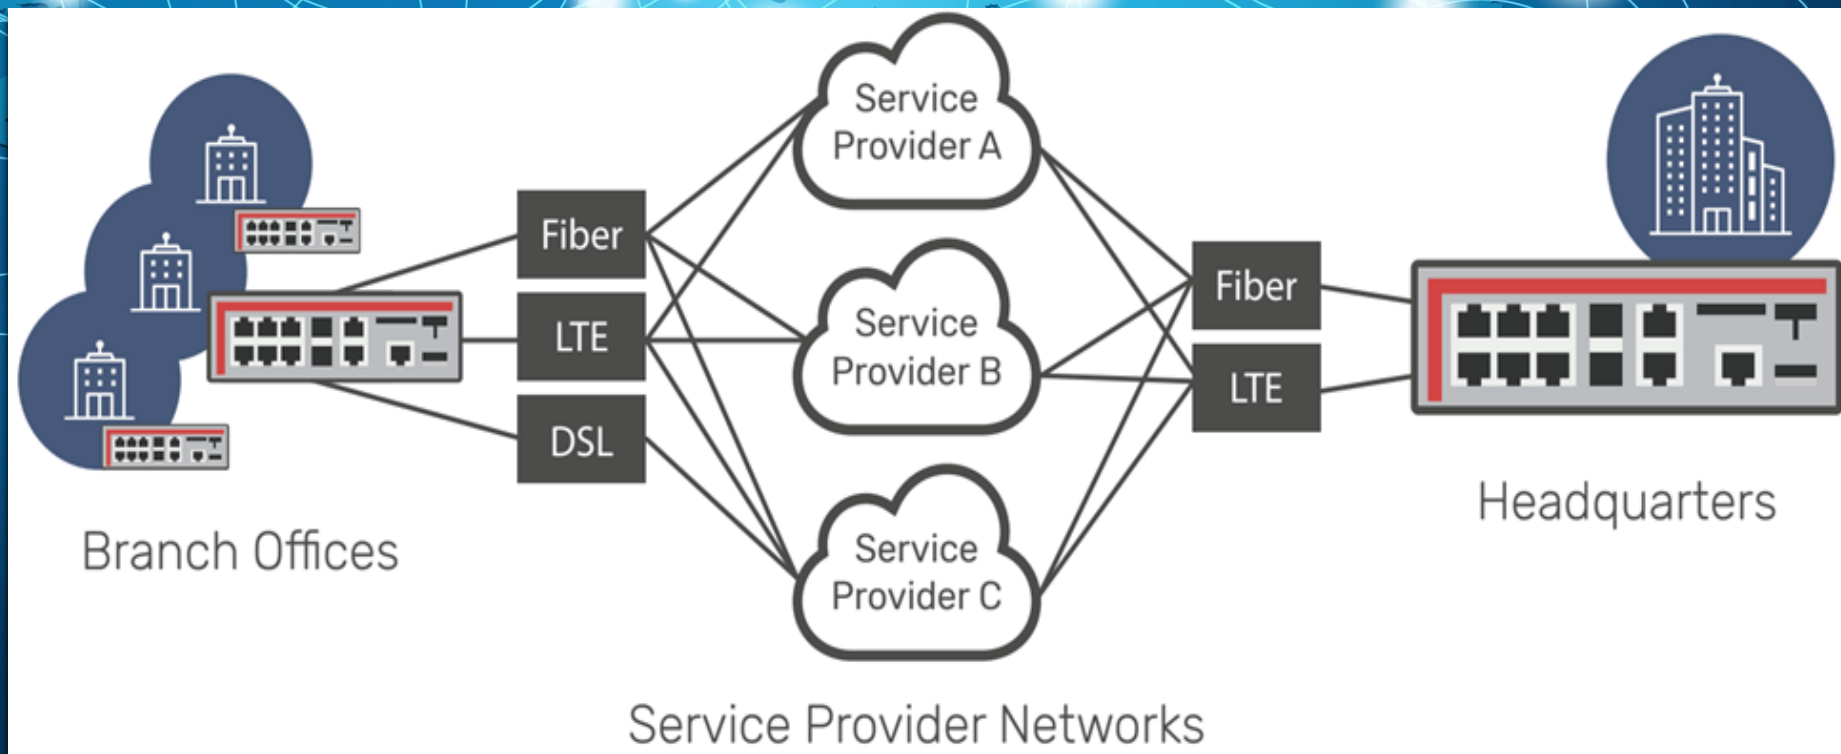 Service
Provider A
Fiber
LTE
DSL
Service
Provider B
Fiber
LTE
Service
Provider C
Branch Offices
Headquarters
Service Provider Networks